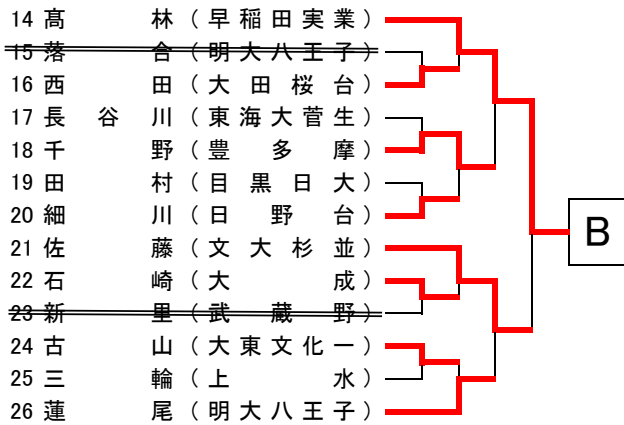 14 髙林（早稲田実業）
15 落合（明大八王子）
16 西田（大田桜台）
17 長谷川（東海大菅生）
18 千野（豊多摩）
19 田村（目黒日大）
20 細川（日野台）
21 佐藤（文大杉並）
22 石崎（大成）
23 新里（武蔵野）
24 古山（大東文化一）
25 三輪（上水）
26 蓮尾（明大八王子）
B